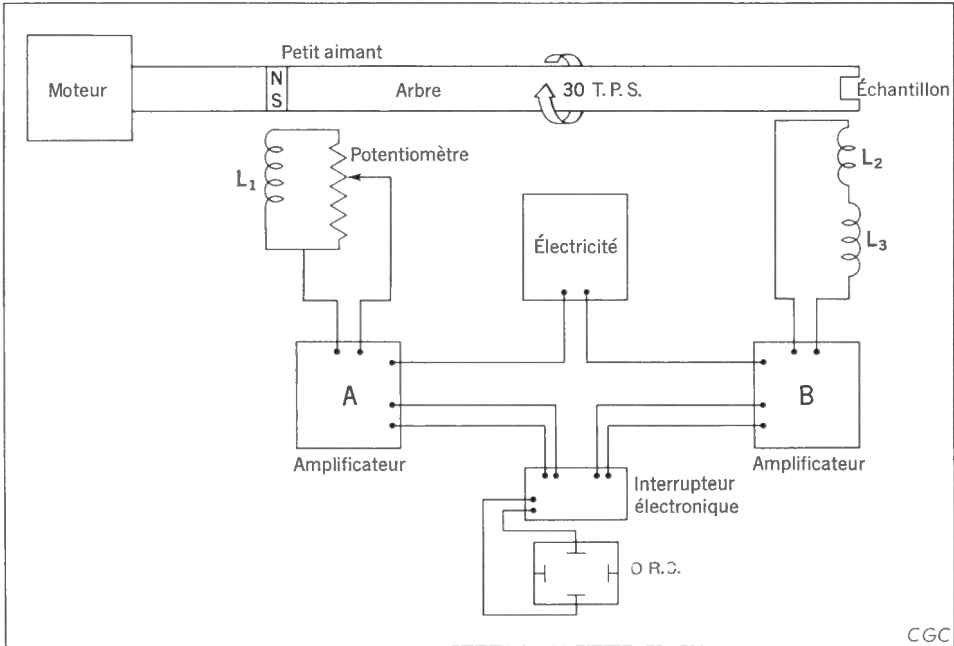 Petit aimant
Moteur
N
S
Arbre
30 T. P. S.
Échantillon
Potentiomètre
L₁
L₂
L₃
Électricité
A
B
Amplificateur
Amplificateur
Interrupteur
électronique
O R.C.
CGC